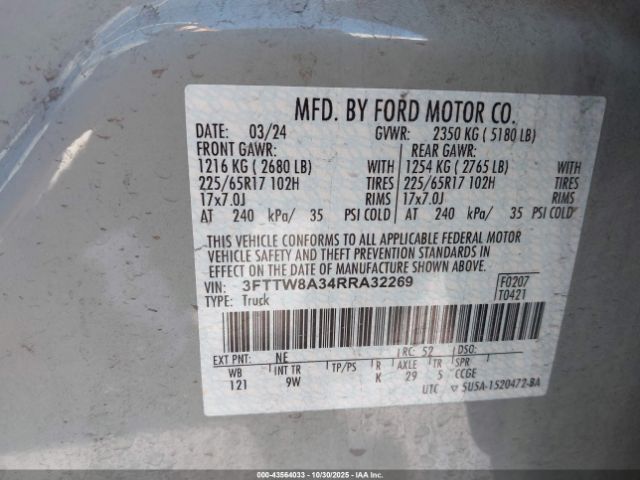 MFD. BY FORD MOTOR CO.
DATE: 03/24 GVWR: 2350 KG ( 5180 LB)
FRONT GAWR: REAR GAWR:
1216 KG ( 2680 LB) WITH 1254 KG ( 2765 LB) WITH
225/65R17 102H TIRES 225/65R17 102H TIRES
17x7.0J RIMS 17x7.0J RIMS
AT 240 kPa/ 35 PSI COLD AT 240 kPa/ 35 PSI COLD
THIS VEHICLE CONFORMS TO ALL APPLICABLE FEDERAL MOTOR
VEHICLE SAFETY AND THEFT PREVENTION STANDARDS IN
EFFECT ON THE DATE OF MANUFACTURE SHOWN ABOVE.
VIN: 3FTTW8A34RRA32269 F0207
TYPE: Truck T0421
EXT PNT: NE RC: 52 DSO:
WB INT TR TP/PS R AXLE TR SPR
121 9W K 29 5 CCGE
UTC ▽ 5U5A-1520472-BA
000-43564033 | 10/30/2025 - IAA Inc.